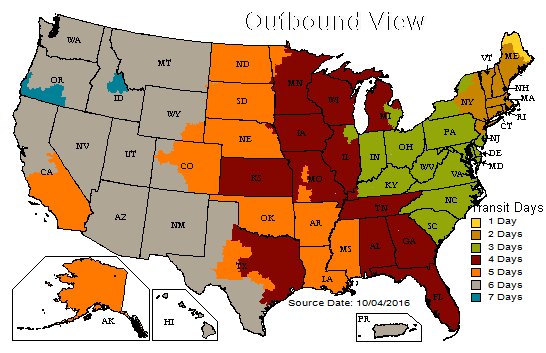 Outbound View
WA
MT
ND
MN
VT
ME
OR
ID
SD
WI
MI
NY
NH
MA
RI
CT
WY
NE
IA
PA
NJ
NV
UT
CO
KS
MO
IL
IN
OH
WV
VA
DE
MD
CA
KY
NC
AZ
NM
OK
AR
TN
SC
TX
LA
MS
AL
GA
FL
AK
HI
PR
Transit Days
1 Day
2 Days
3 Days
4 Days
5 Days
6 Days
7 Days
Source Date: 10/04/2016